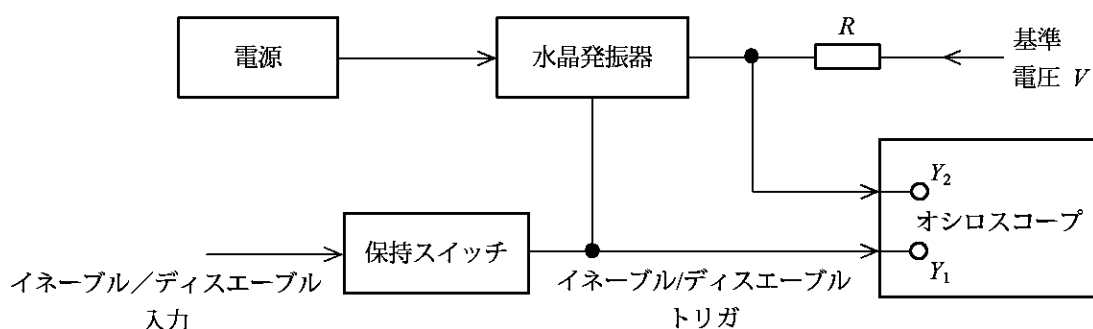 電源
水晶発振器
R
基準
電圧 V
Y2
オシロスコープ
Y1
保持スイッチ
イネーブル／ディスエーブル
入力
イネーブル/ディスエーブル
トリガ